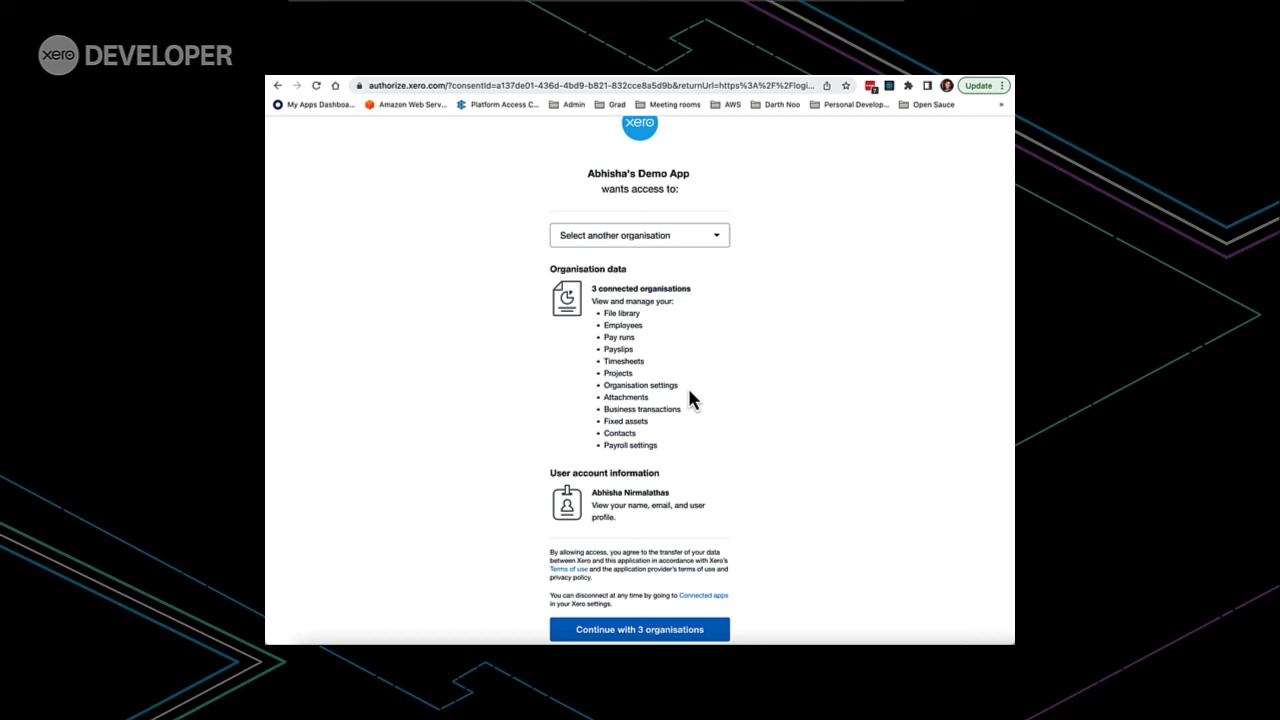 xero DEVELOPER
authorize.xero.com/?consentId=a137de01-436d-4bd9-b821-832cce8a5d9b&returnUrl=https%3A%2F%2Flogi...
Update
My Apps Dashboa...
Amazon Web Serv...
Platform Access C...
Admin
Grad
Meeting rooms
AWS
Darth Noo
Personal Develop...
Open Sauce
»
xero
Abhisha's Demo App
wants access to:
Select another organisation
Organisation data
3 connected organisations
View and manage your:
• File library
• Employees
• Pay runs
• Payslips
• Timesheets
• Projects
• Organisation settings
• Attachments
• Business transactions
• Fixed assets
• Contacts
• Payroll settings
User account information
Abhisha Nirmalathas
View your name, email, and user
profile.
By allowing access, you agree to the transfer of your data
between Xero and this application in accordance with Xero's
Terms of use and the application provider's terms of use and
privacy policy.
You can disconnect at any time by going to Connected apps
in your Xero settings.
Continue with 3 organisations